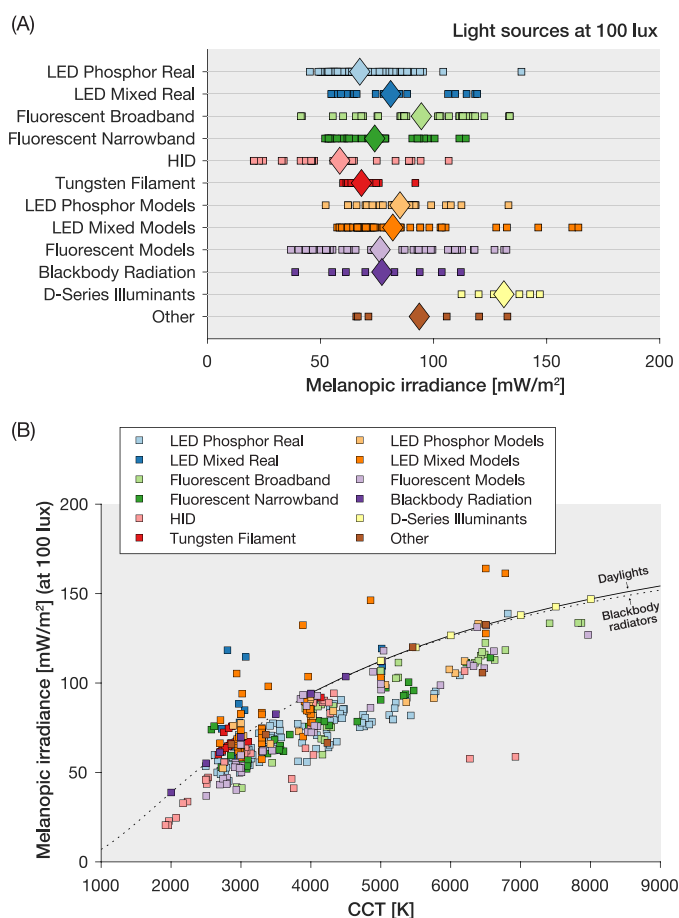 (A)
Light sources at 100 lux
LED Phosphor Real
LED Mixed Real
Fluorescent Broadband
Fluorescent Narrowband
HID
Tungsten Filament
LED Phosphor Models
LED Mixed Models
Fluorescent Models
Blackbody Radiation
D-Series Illuminants
Other
0 50 100 150 200
Melanopic irradiance [mW/m²]
(B)
LED Phosphor Real LED Phosphor Models
LED Mixed Real LED Mixed Models
Fluorescent Broadband Fluorescent Models
Fluorescent Narrowband Blackbody Radiation
HID D-Series Illuminants
Tungsten Filament Other
200
150
100
50
0
Melanopic irradiance [mW/m²] (at 100 lux)
Daylights
Blackbody
radiators
1000 2000 3000 4000 5000 6000 7000 8000 9000
CCT [K]